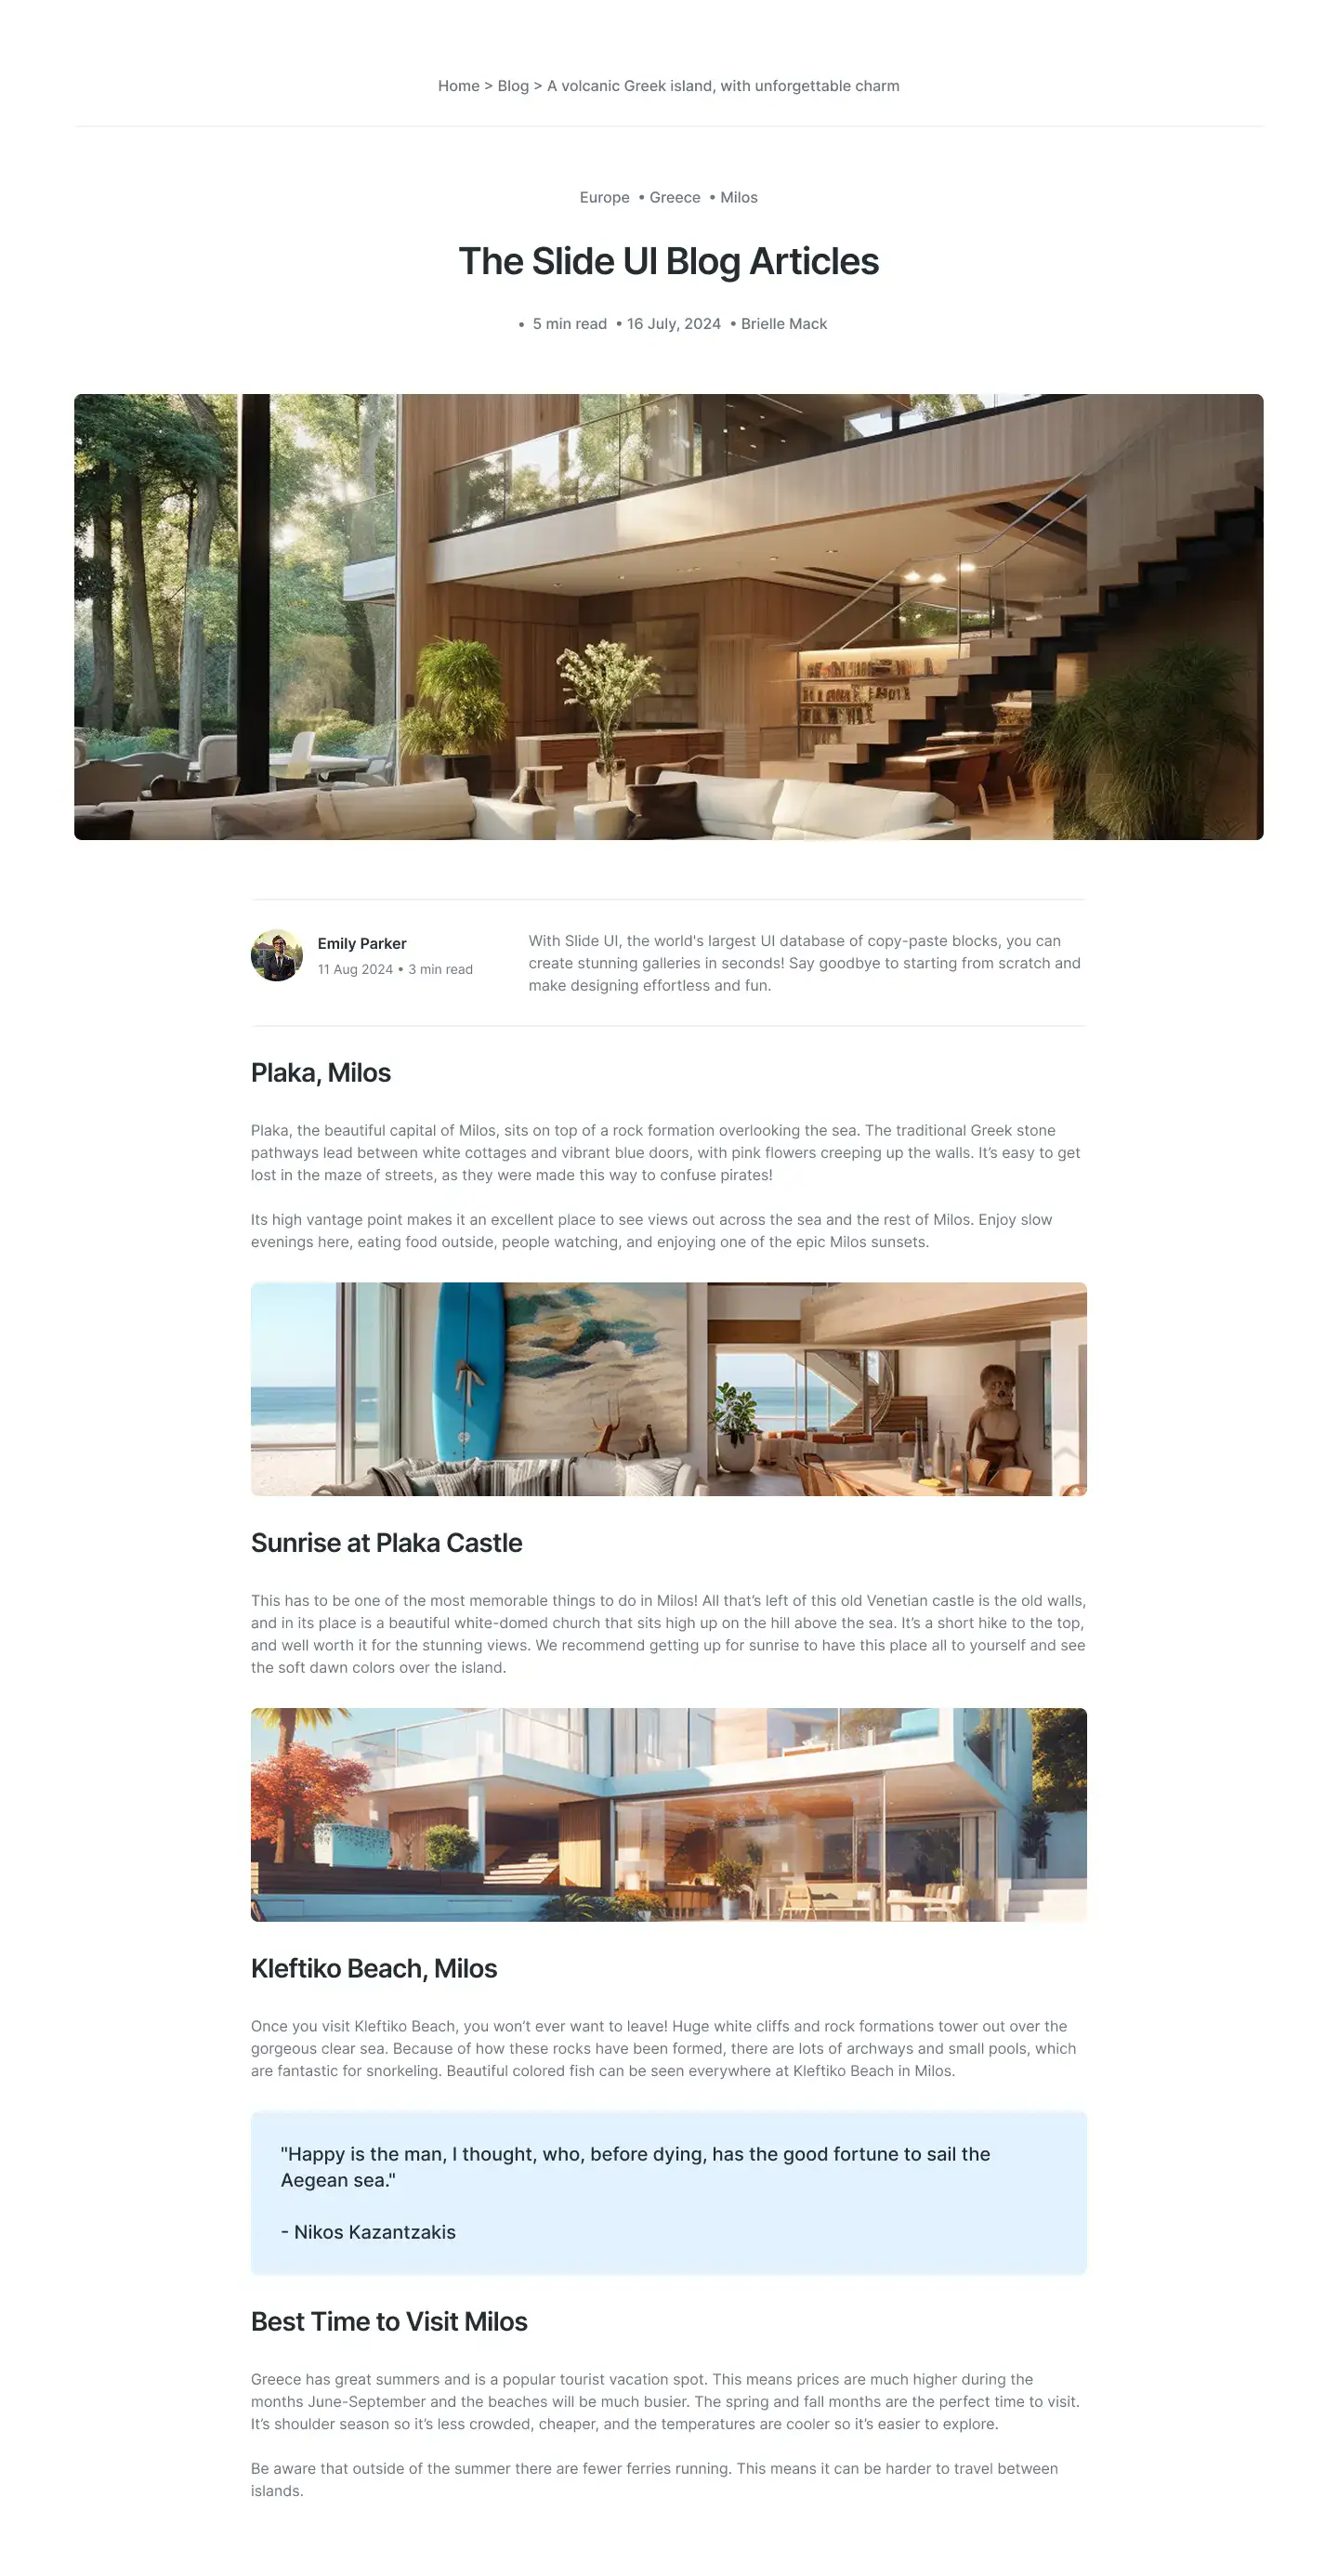 Home > Blog > A volcanic Greek island, with unforgettable charm
Europe • Greece • Milos
The Slide UI Blog Articles
• 5 min read • 16 July, 2024 • Brielle Mack
Emily Parker
11 Aug 2024 • 3 min read
With Slide UI, the world's largest UI database of copy-paste blocks, you can
create stunning galleries in seconds! Say goodbye to starting from scratch and
make designing effortless and fun.
Plaka, Milos
Plaka, the beautiful capital of Milos, sits on top of a rock formation overlooking the sea. The traditional Greek stone
pathways lead between white cottages and vibrant blue doors, with pink flowers creeping up the walls. It’s easy to get
lost in the maze of streets, as they were made this way to confuse pirates!
Its high vantage point makes it an excellent place to see views out across the sea and the rest of Milos. Enjoy slow
evenings here, eating food outside, people watching, and enjoying one of the epic Milos sunsets.
Sunrise at Plaka Castle
This has to be one of the most memorable things to do in Milos! All that’s left of this old Venetian castle is the old walls,
and in its place is a beautiful white-domed church that sits high up on the hill above the sea. It’s a short hike to the top,
and well worth it for the stunning views. We recommend getting up for sunrise to have this place all to yourself and see
the soft dawn colors over the island.
Kleftiko Beach, Milos
Once you visit Kleftiko Beach, you won’t ever want to leave! Huge white cliffs and rock formations tower out over the
gorgeous clear sea. Because of how these rocks have been formed, there are lots of archways and small pools, which
are fantastic for snorkeling. Beautiful colored fish can be seen everywhere at Kleftiko Beach in Milos.
"Happy is the man, I thought, who, before dying, has the good fortune to sail the
Aegean sea."
- Nikos Kazantzakis
Best Time to Visit Milos
Greece has great summers and is a popular tourist vacation spot. This means prices are much higher during the
months June-September and the beaches will be much busier. The spring and fall months are the perfect time to visit.
It’s shoulder season so it’s less crowded, cheaper, and the temperatures are cooler so it’s easier to explore.
Be aware that outside of the summer there are fewer ferries running. This means it can be harder to travel between
islands.